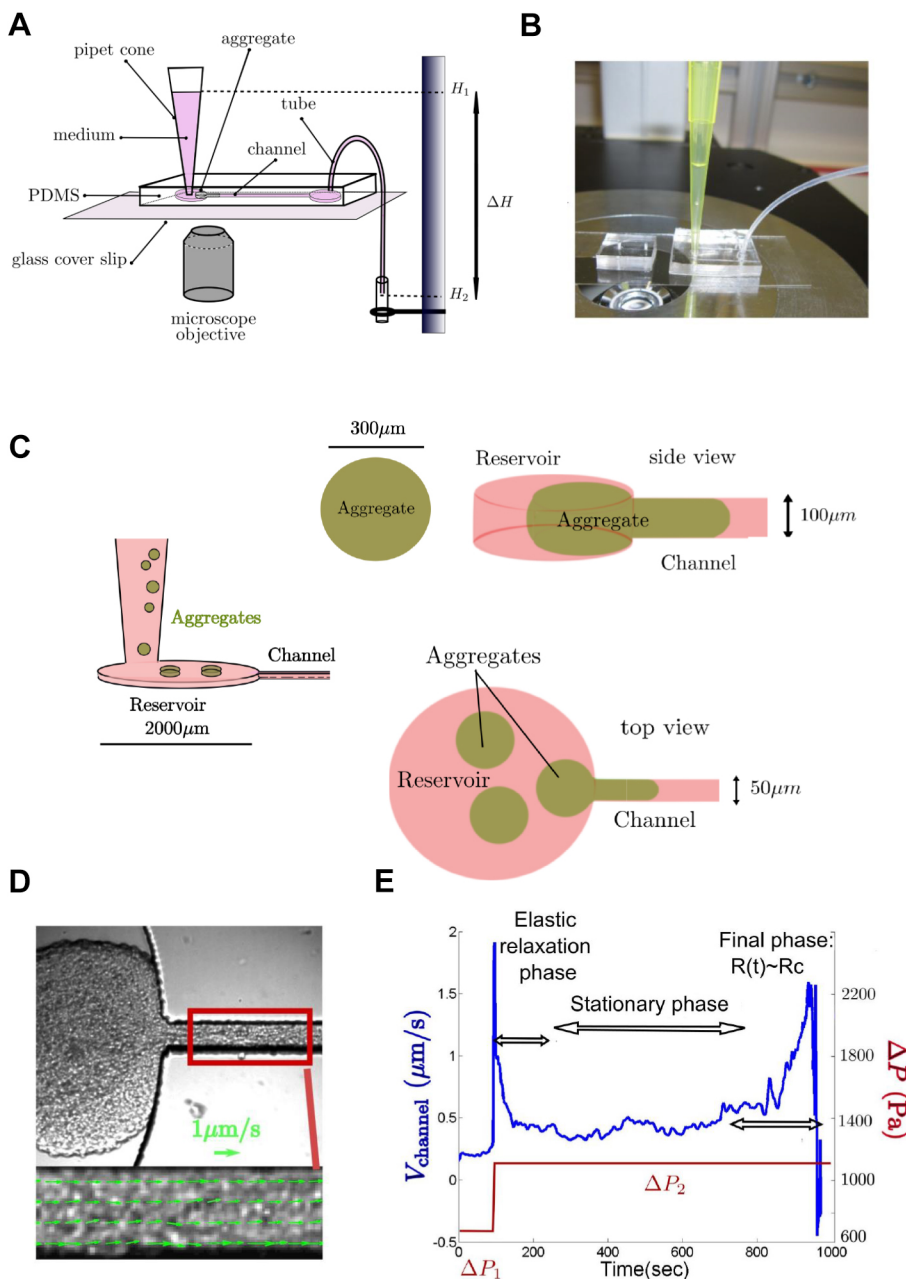 A
pipet cone
aggregate
H₁
tube
medium
channel
PDMS
ΔH
glass cover slip
H₂
microscope
objective
B
C
300μm
Aggregate
Reservoir
side view
Aggregate
100μm
Channel
Aggregates
Channel
Reservoir
2000μm
Aggregates
top view
Reservoir
50μm
Channel
D
1μm/s
E
Elastic
relaxation
phase
Final phase:
R(t)~Rc
Stationary phase
2
1.5
1
0.5
0
-0.5
V_channel (μm/s)
2200
1800
1400
1000
600
ΔP (Pa)
ΔP₂
ΔP₁
200
400
600
800
1000
Time(sec)